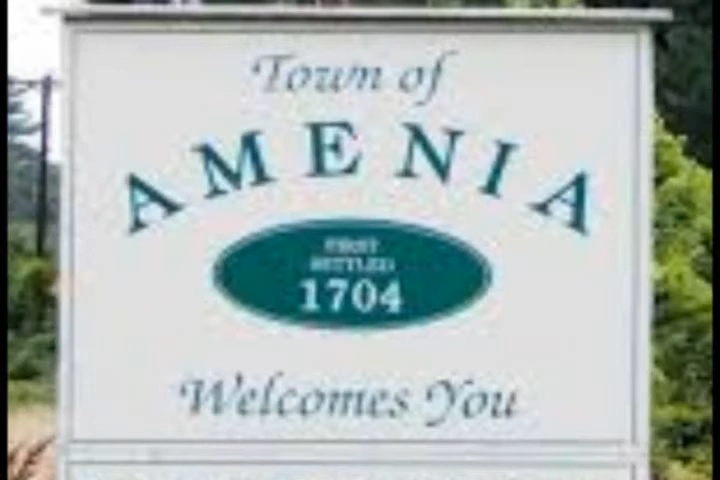 Town of
AMENIA
FIRST
SETTLED
1704
Welcomes You